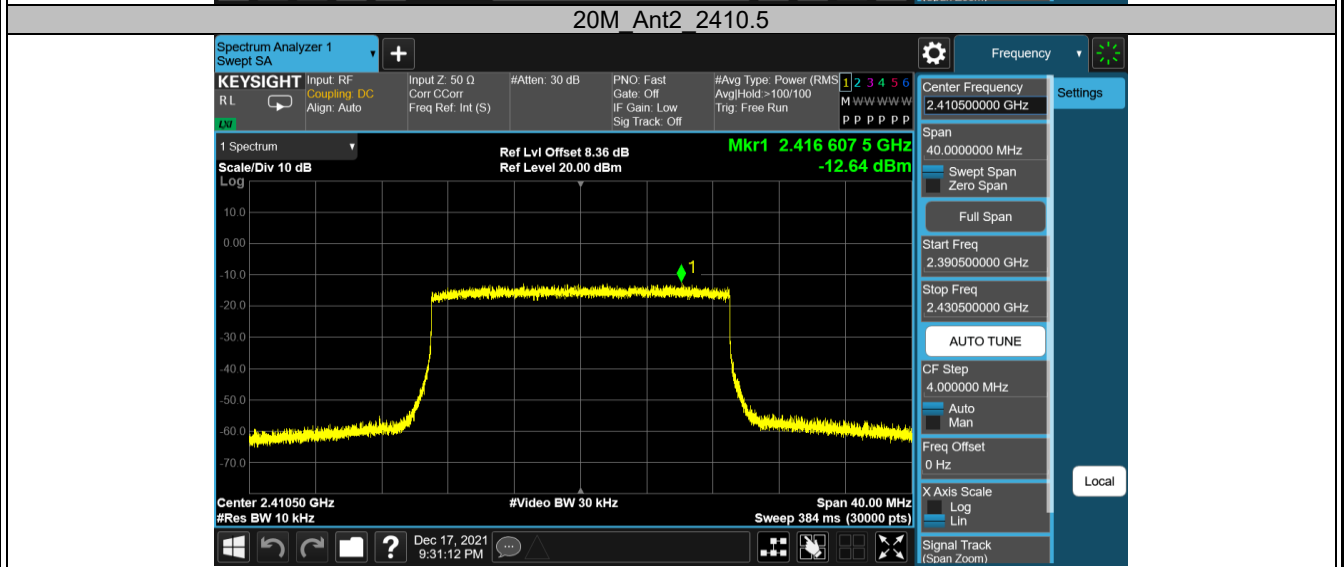 20M_Ant2_2410.5
Spectrum Analyzer 1
Swept SA
+
Frequency
KEYSIGHT
RL
LXI
Input: RF
Coupling: DC
Align: Auto
Input Z: 50 Ω
Corr CCorr
Freq Ref: Int (S)
#Atten: 30 dB
PNO: Fast
Gate: Off
IF Gain: Low
Sig Track: Off
#Avg Type: Power (RMS
Avg|Hold:>100/100
Trig: Free Run
1 2 3 4 5 6
M W W W W W
P P P P P P
1 Spectrum
Scale/Div 10 dB
Log
Ref Lvl Offset 8.36 dB
Ref Level 20.00 dBm
Mkr1 2.416 607 5 GHz
-12.64 dBm
1
10.0
0.00
-10.0
-20.0
-30.0
-40.0
-50.0
-60.0
-70.0
Center 2.41050 GHz
#Res BW 10 kHz
#Video BW 30 kHz
Span 40.00 MHz
Sweep 384 ms (30000 pts)
?
Dec 17, 2021
9:31:12 PM
Center Frequency
2.410500000 GHz
Settings
Span
40.0000000 MHz
Swept Span
Zero Span
Full Span
Start Freq
2.390500000 GHz
Stop Freq
2.430500000 GHz
AUTO TUNE
CF Step
4.000000 MHz
Auto
Man
Freq Offset
0 Hz
X Axis Scale
Log
Lin
Local
Signal Track
(Span Zoom)